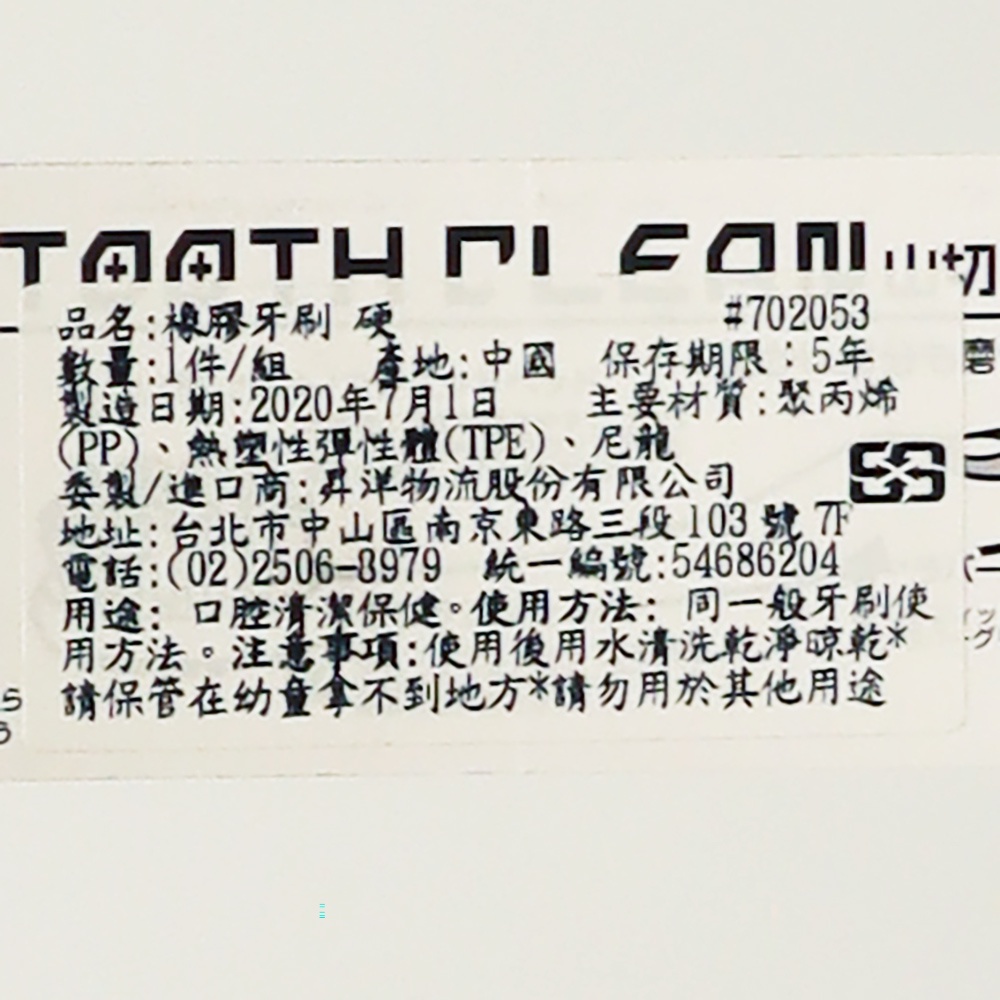 TOOTH CLEAN
品名:橡膠牙刷 硬 #702053
數量:1件/組 產地:中國 保存期限:5年
製造日期:2020年7月1日 主要材質:聚丙烯
(PP)、熱塑性彈性體(TPE)、尼龍
委製/進口商:昇洋物流股份有限公司
地址:台北市中山區南京東路三段103號7F
電話:(02)2506-8979 統一編號:54686204
用途: 口腔清潔保健。使用方法: 同一般牙刷使
用方法。注意事項:使用後用水清洗乾淨晾乾*
請保管在幼童拿不到地方*請勿用於其他用途